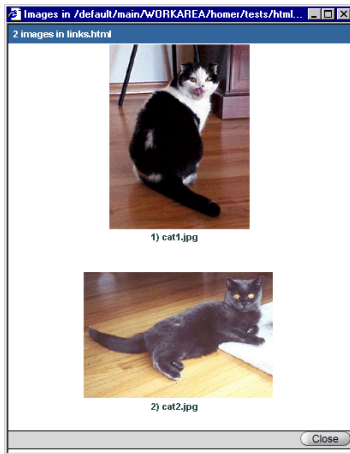 Images in /default/main/WORKAREA/homer/tests/html...
2 images in links.html
1) cat1.jpg
2) cat2.jpg
Close